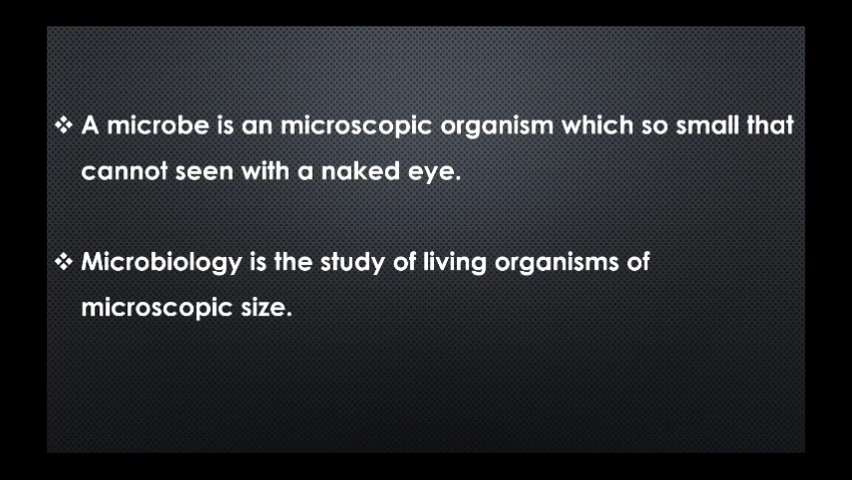 ❖ A microbe is an microscopic organism which so small that
cannot seen with a naked eye.
❖ Microbiology is the study of living organisms of
microscopic size.